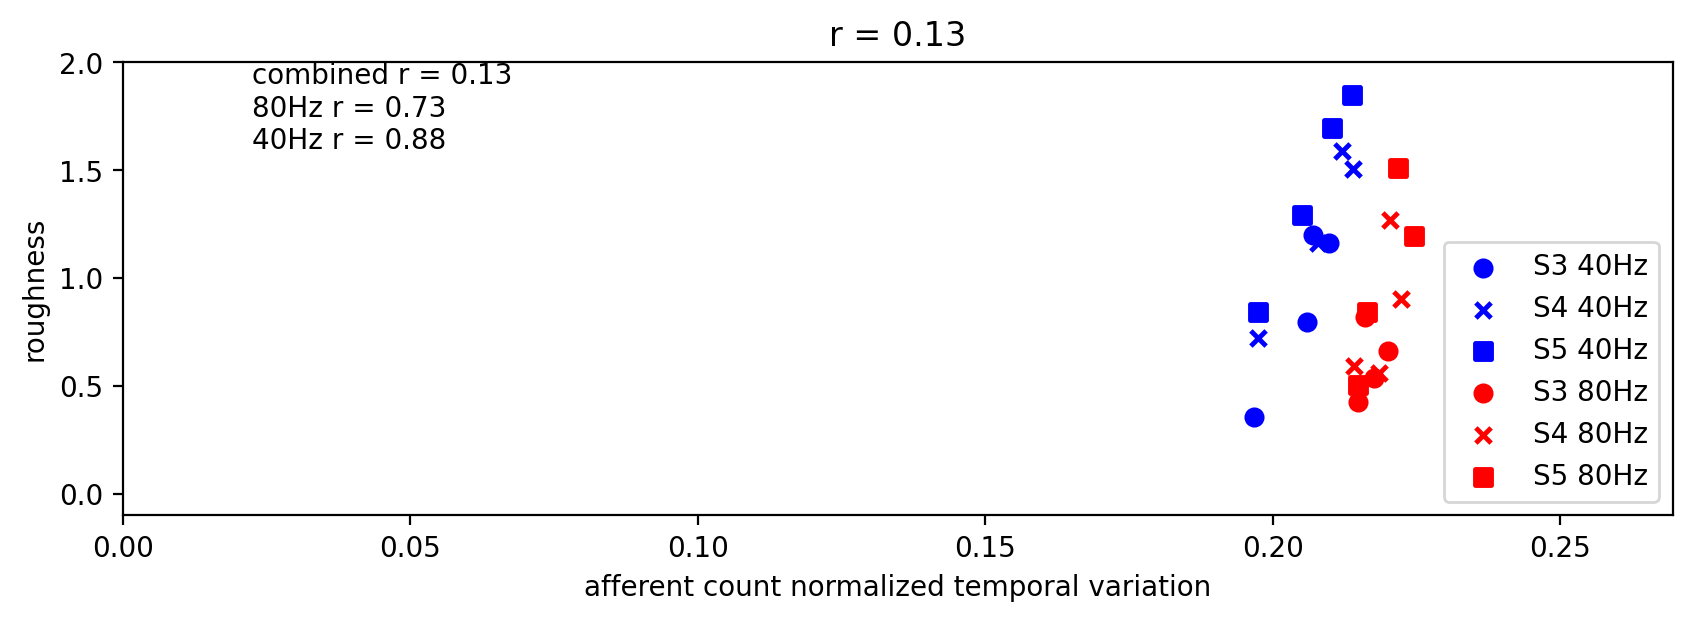 r = 0.13
2.0
combined r = 0.13
80Hz r = 0.73
40Hz r = 0.88
1.5
1.0
0.5
0.0
roughness
S3 40Hz
S4 40Hz
S5 40Hz
S3 80Hz
S4 80Hz
S5 80Hz
0.00 0.05 0.10 0.15 0.20 0.25
afferent count normalized temporal variation